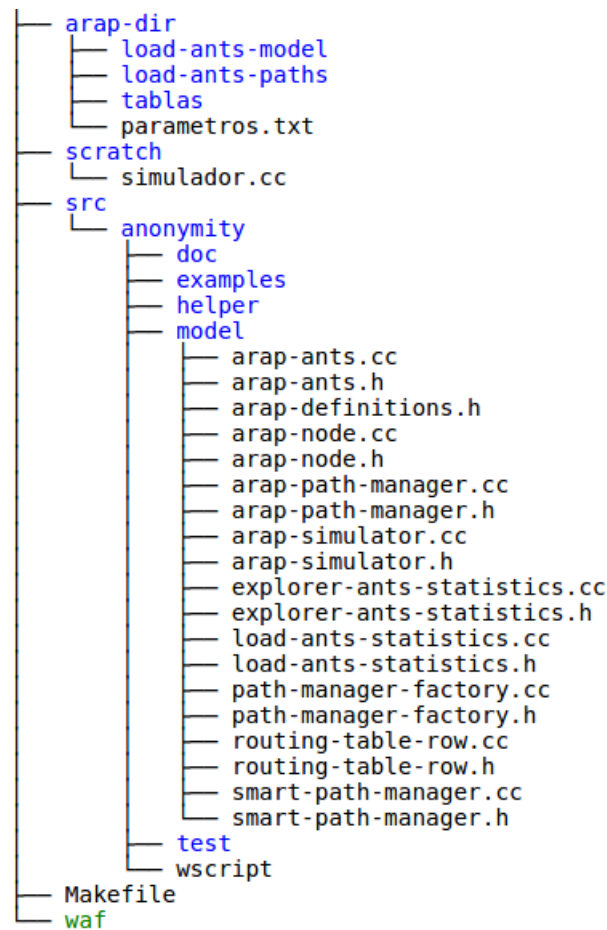 arap-dir
load-ants-model
load-ants-paths
tablas
parametros.txt
scratch
simulador.cc
src
anonymity
doc
examples
helper
model
arap-ants.cc
arap-ants.h
arap-definitions.h
arap-node.cc
arap-node.h
arap-path-manager.cc
arap-path-manager.h
arap-simulator.cc
arap-simulator.h
explorer-ants-statistics.cc
explorer-ants-statistics.h
load-ants-statistics.cc
load-ants-statistics.h
path-manager-factory.cc
path-manager-factory.h
routing-table-row.cc
routing-table-row.h
smart-path-manager.cc
smart-path-manager.h
test
wscript
Makefile
waf